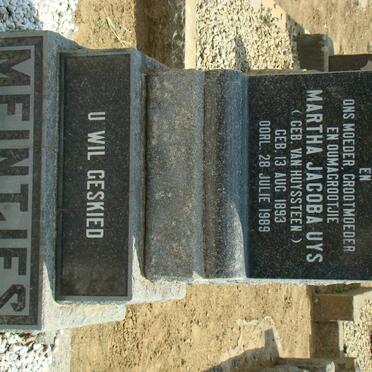 EN
ONS MOEDER, GROOTMOEDER
EN OUMAGROOTJIE
MARTHA JACOBA UYS
(GEB. VAN HUYSSTEEN)
GEB. 13 AUG. 1893
OORL. 28 JULIE 1989
U WIL GESKIED
MEINTJES